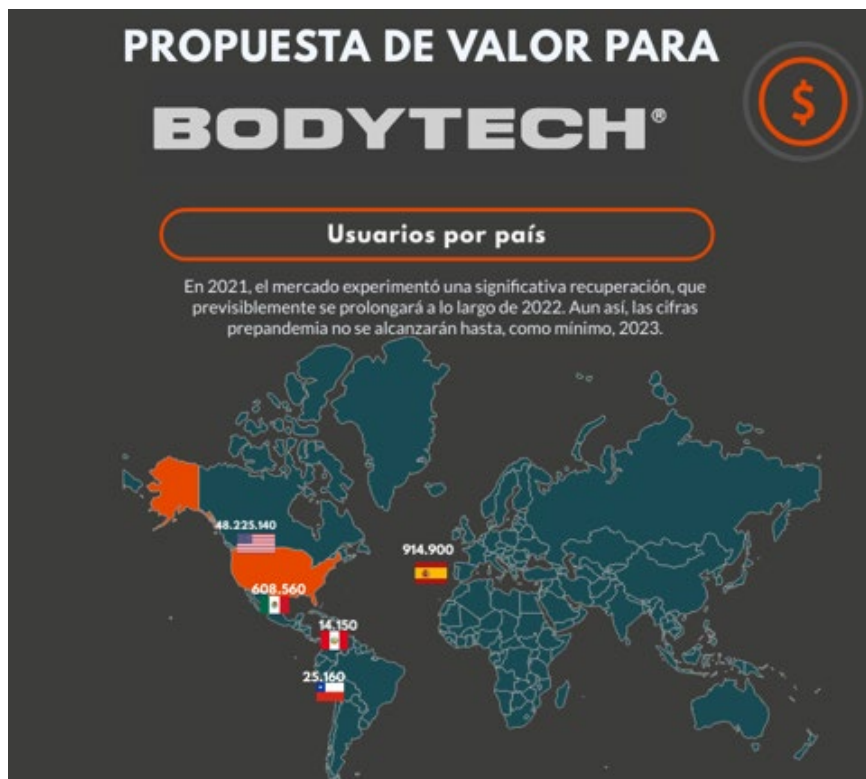 PROPUESTA DE VALOR PARA
BODYTECH®
$
Usuarios por país
En 2021, el mercado experimentó una significativa recuperación, que
previsiblemente se prolongará a lo largo de 2022. Aun así, las cifras
prepandemia no se alcanzarán hasta, como mínimo, 2023.
48.225.140
914.900
608.560
14.150
25.160